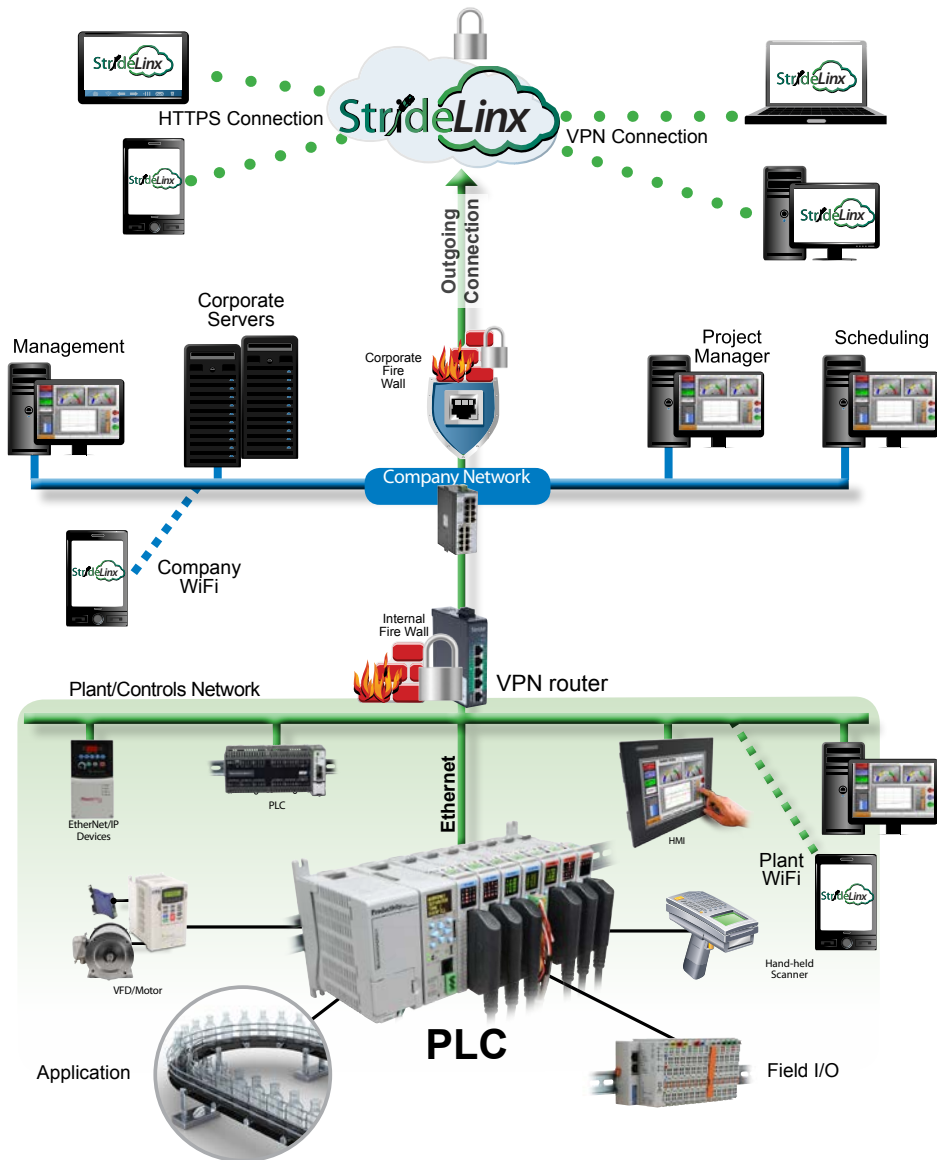 StrideLinx
HTTPS Connection
StrideLinx
StrideLinx
VPN Connection
StrideLinx
StrideLinx
Outgoing
Connection
Management
Corporate
Servers
Corporate
Fire
Wall
Project
Manager
Scheduling
Company Network
StrideLinx
Company
WiFi
Internal
Fire Wall
VPN router
Plant/Controls Network
EtherNet/IP
Devices
PLC
Ethernet
HMI
Plant
WiFi
StrideLinx
VFD/Motor
Productivity
Hand-held
Scanner
PLC
Application
Field I/O